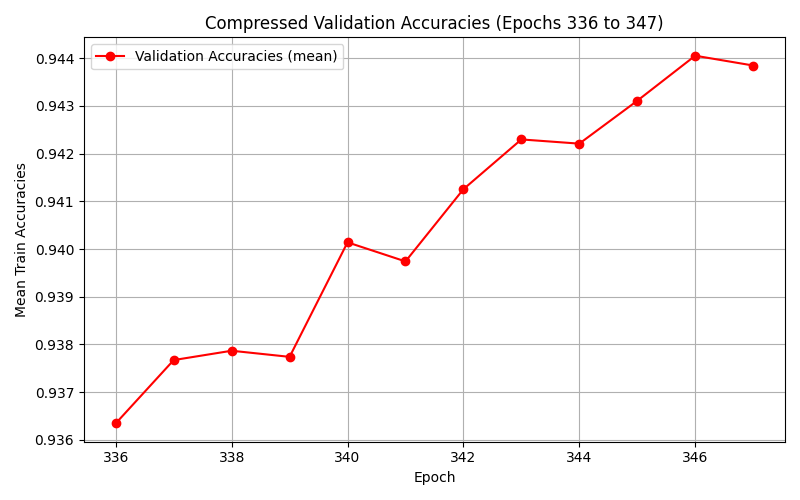 Compressed Validation Accuracies (Epochs 336 to 347)
Validation Accuracies (mean)
Mean Train Accuracies
0.944
0.943
0.942
0.941
0.940
0.939
0.938
0.937
0.936
336 338 340 342 344 346
Epoch